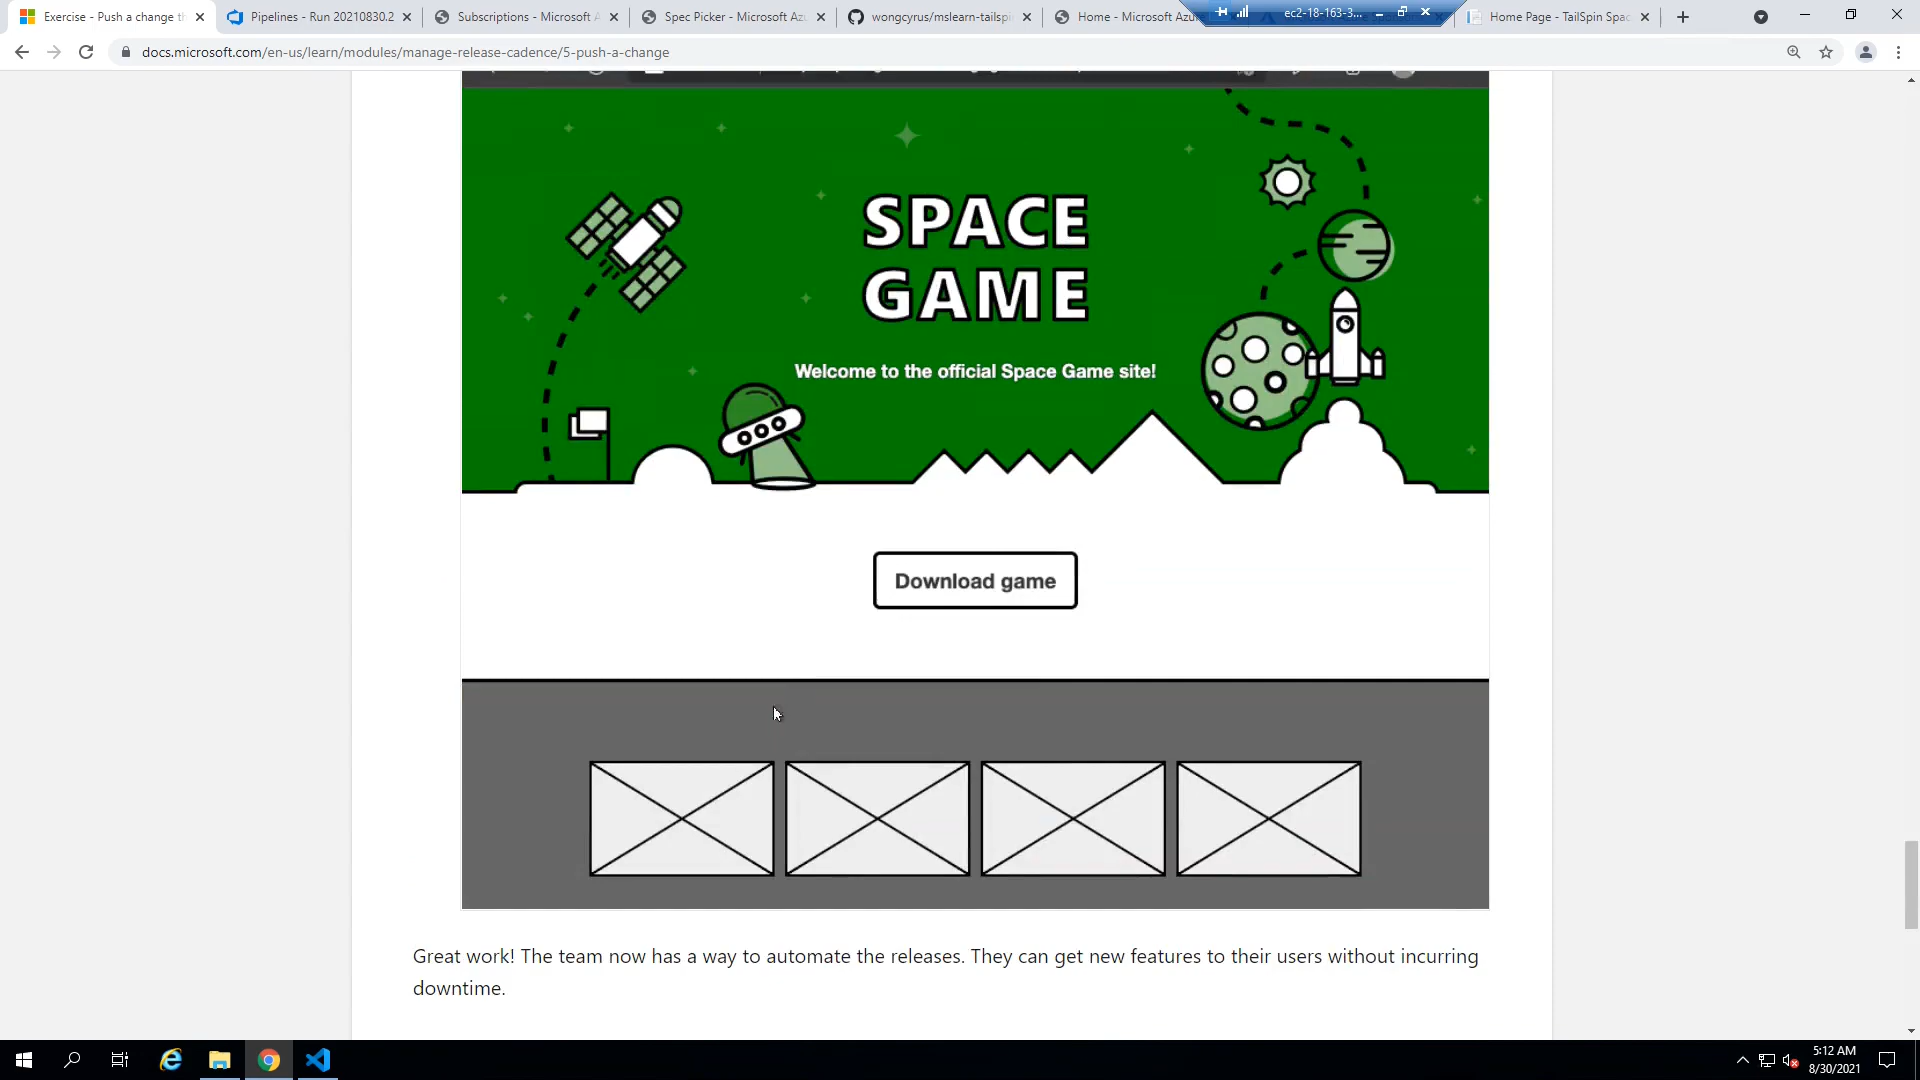 Exercise - Push a change th
Pipelines - Run 20210830.2
Subscriptions - Microsoft A
Spec Picker - Microsoft Azu
wongcyrus/mslearn-tailspi
Home - Microsoft Azu
ec2-18-163-3...
Home Page - TailSpin Spac
docs.microsoft.com/en-us/learn/modules/manage-release-cadence/5-push-a-change
SPACE
GAME
Welcome to the official Space Game site!
Download game
Great work! The team now has a way to automate the releases. They can get new features to their users without incurring
downtime.
5:12 AM
8/30/2021